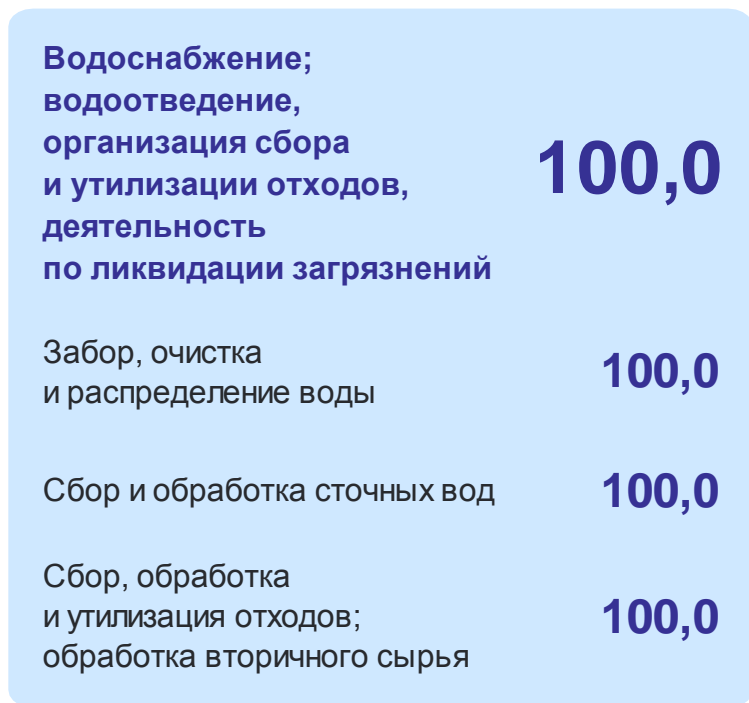 Водоснабжение;
водоотведение,
организация сбора
и утилизации отходов,
деятельность
по ликвидации загрязнений
100,0
Забор, очистка
и распределение воды
100,0
Сбор и обработка сточных вод
100,0
Сбор, обработка
и утилизация отходов;
обработка вторичного сырья
100,0